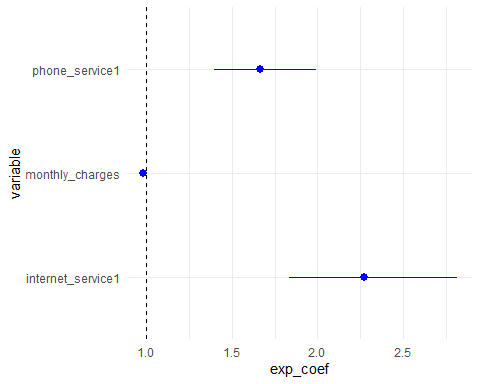 variable
phone_service1
monthly_charges
internet_service1
1.0 1.5 2.0 2.5
exp_coef